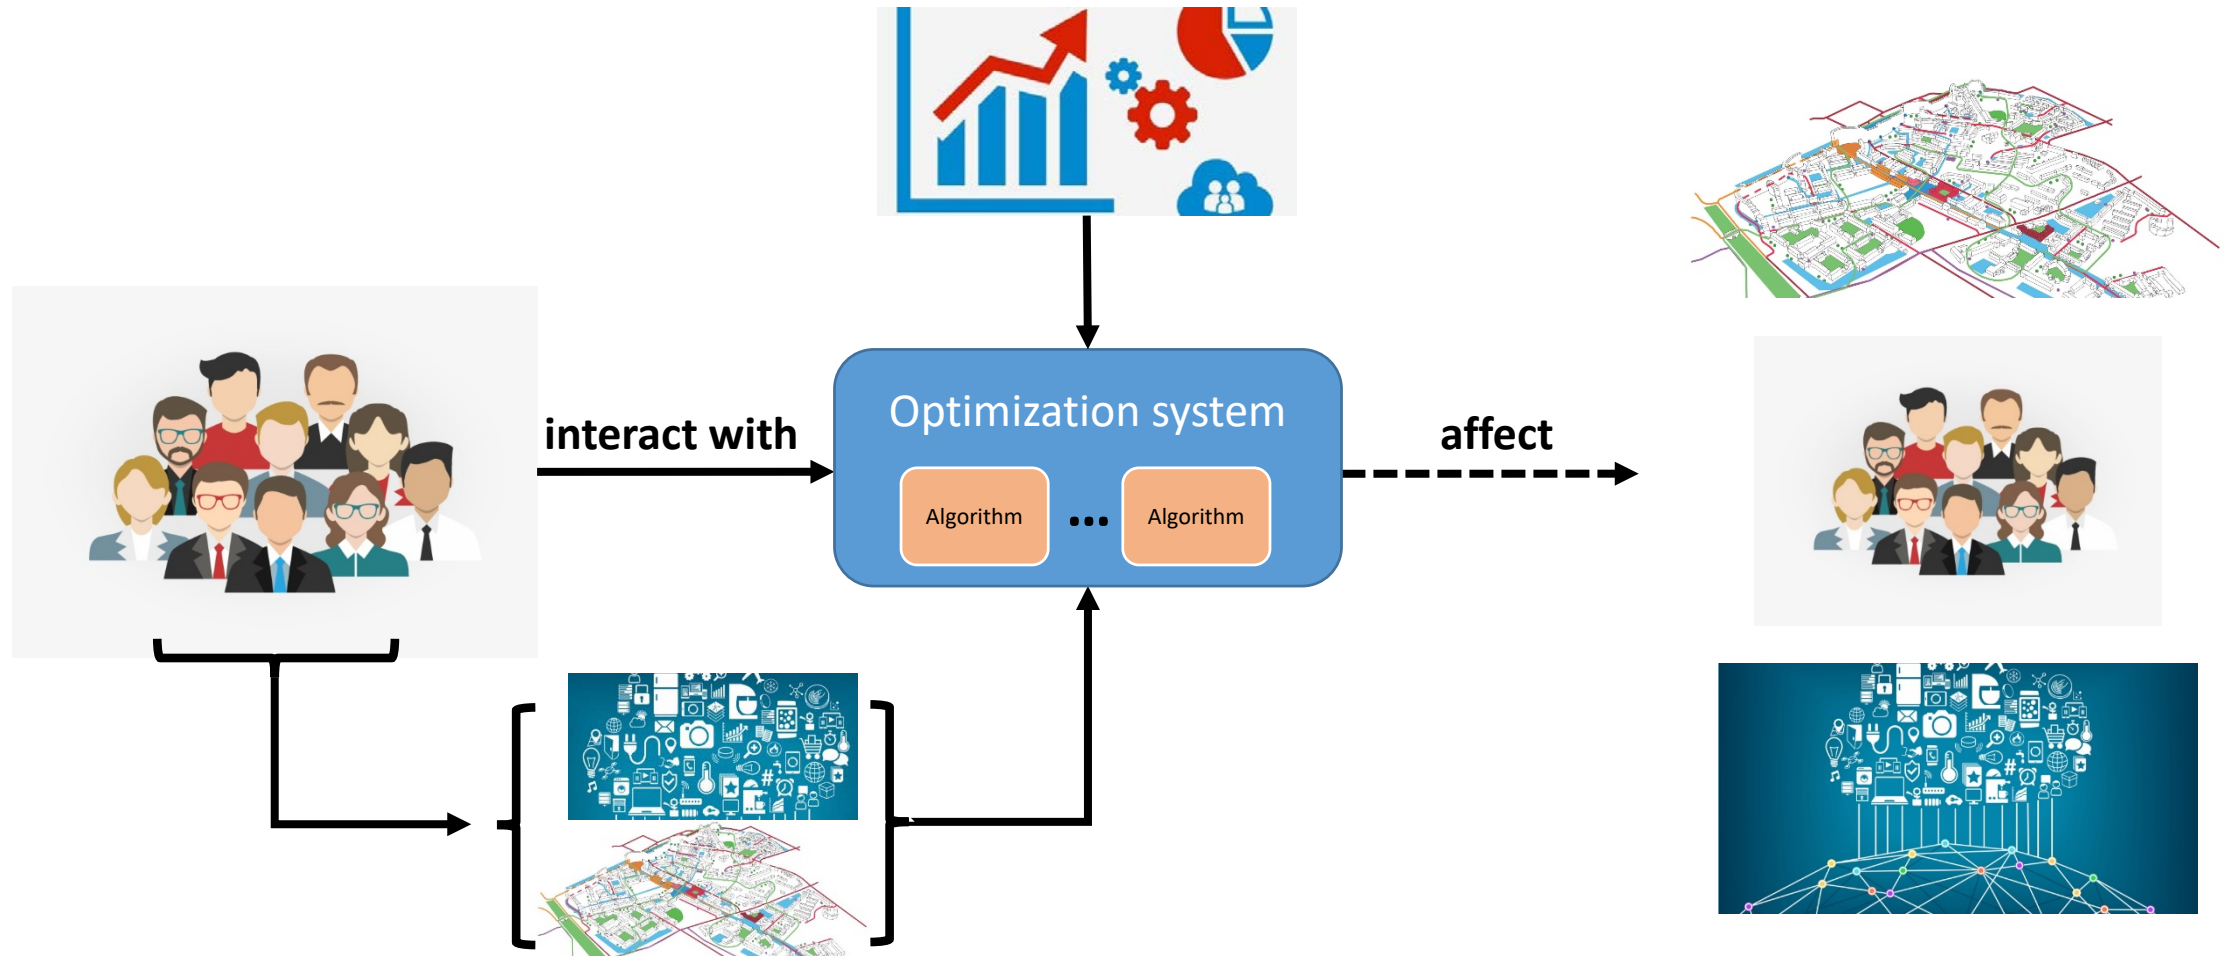 Optimization system
interact with
affect
Algorithm ... Algorithm